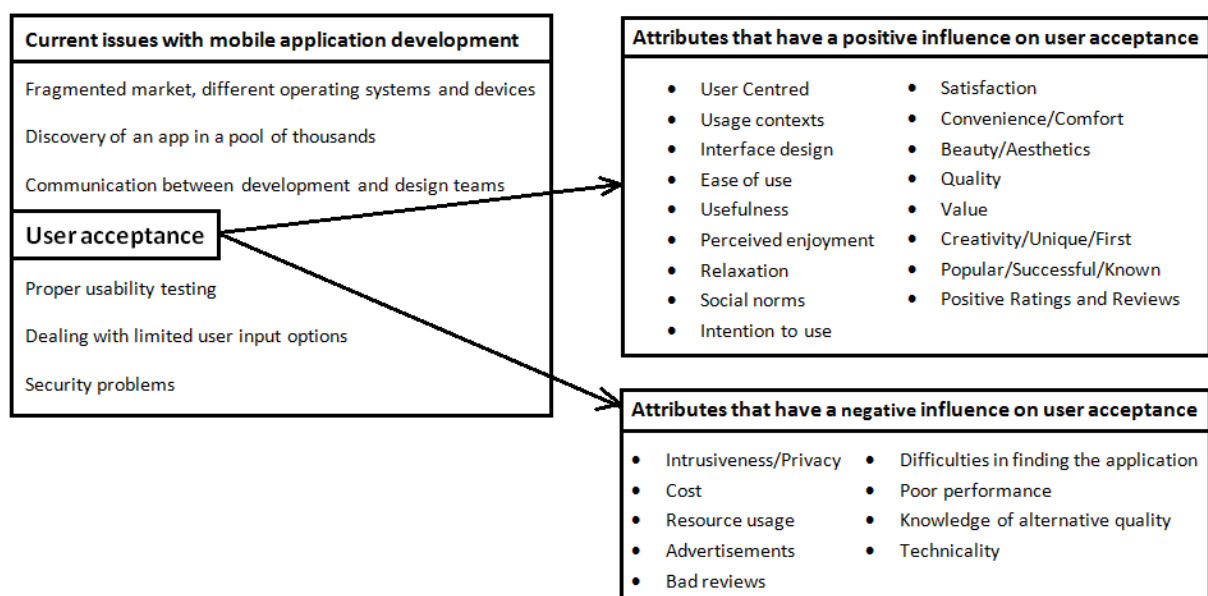 Current issues with mobile application development
Fragmented market, different operating systems and devices
Discovery of an app in a pool of thousands
Communication between development and design teams
User acceptance
Proper usability testing
Dealing with limited user input options
Security problems
Attributes that have a positive influence on user acceptance
User Centred
Usage contexts
Interface design
Ease of use
Usefulness
Perceived enjoyment
Relaxation
Social norms
Intention to use
Satisfaction
Convenience/Comfort
Beauty/Aesthetics
Quality
Value
Creativity/Unique/First
Popular/Successful/Known
Positive Ratings and Reviews
Attributes that have a negative influence on user acceptance
Intrusiveness/Privacy
Cost
Resource usage
Advertisements
Bad reviews
Difficulties in finding the application
Poor performance
Knowledge of alternative quality
Technicality